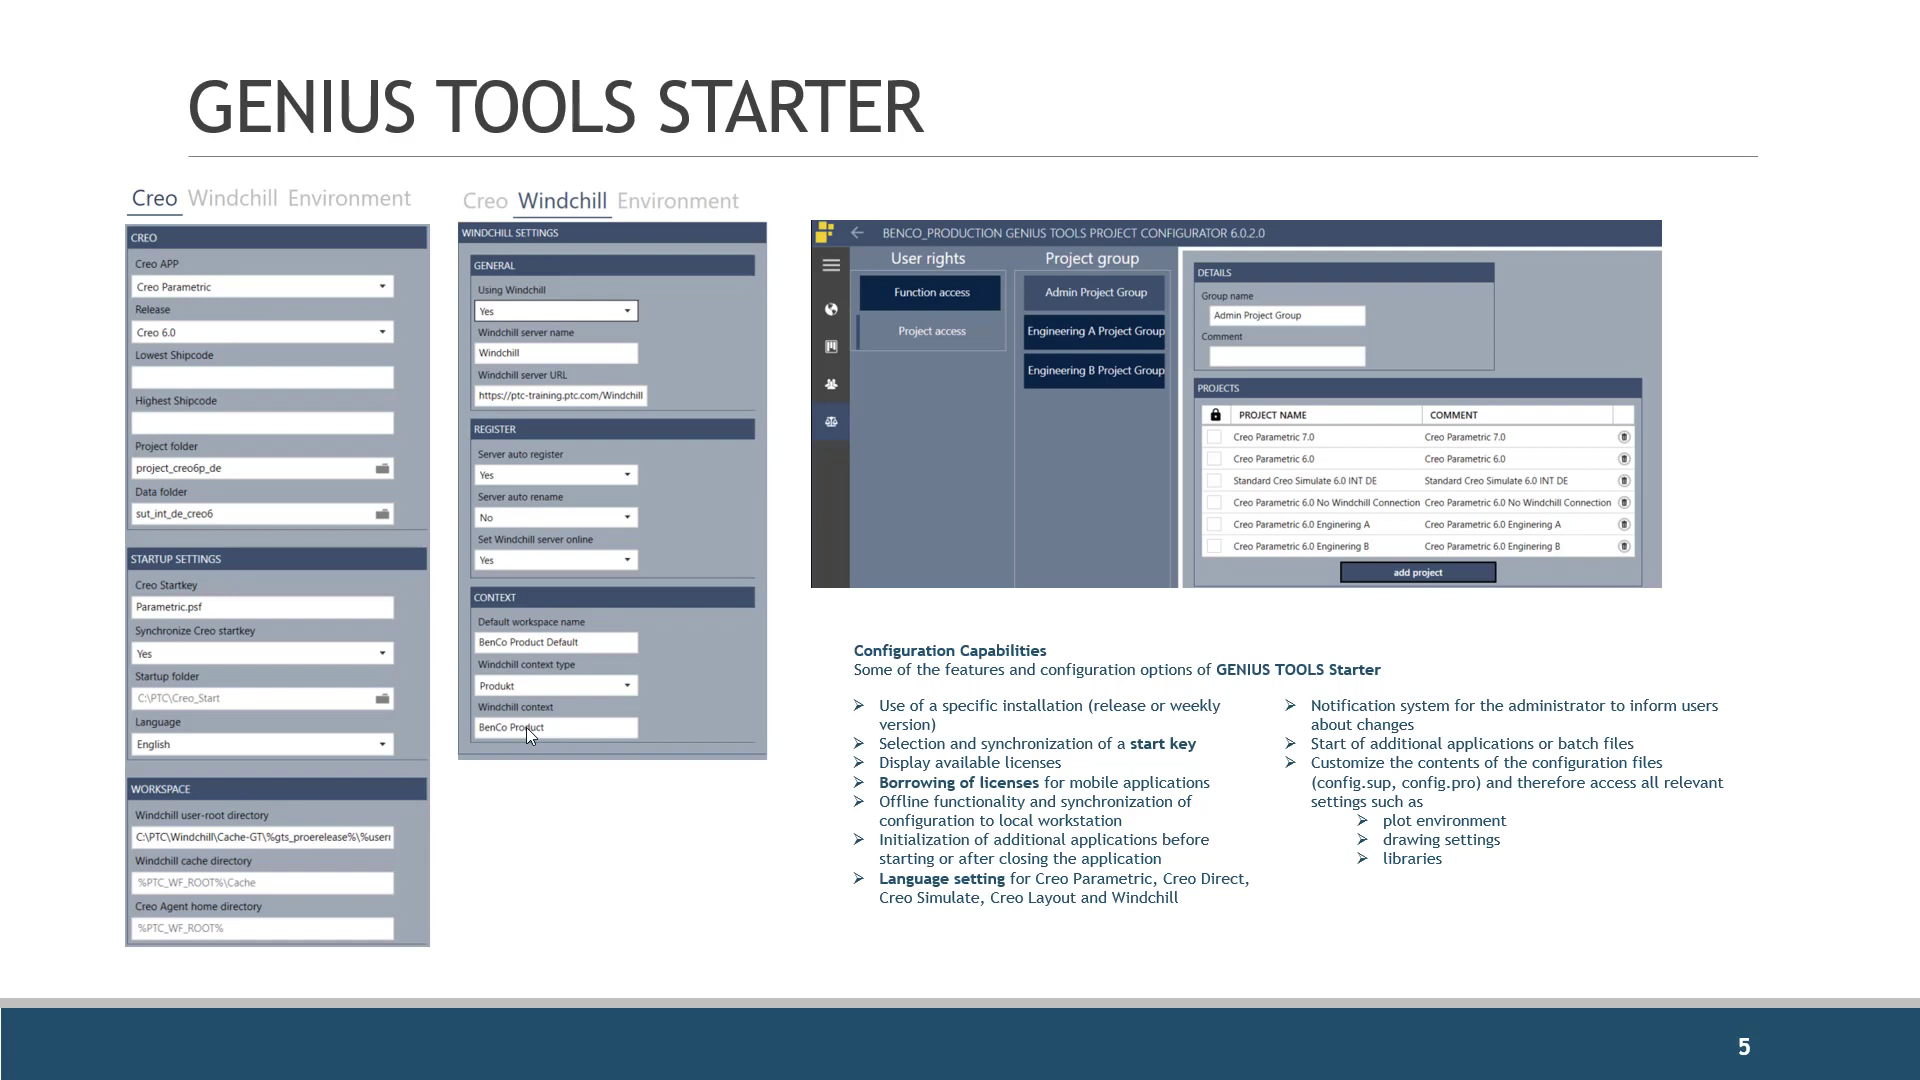 GENIUS TOOLS STARTER
Creo Windchill Environment
CREO
Creo APP
Creo Parametric
Release
Creo 6.0
Lowest Shipcode
Highest Shipcode
Project folder
project_creo6p_de
Data folder
sut_int_de_creo6
STARTUP SETTINGS
Creo Startkey
Parametric.psf
Synchronize Creo startkey
Yes
Startup folder
C:\PTC\Creo_Start
Language
English
WORKSPACE
Windchill user-root directory
C:\PTC\Windchill\Cache-GT\%gts_proerelease%\%usern
Windchill cache directory
%PTC_WF_ROOT%\Cache
Creo Agent home directory
%PTC_WF_ROOT%
Creo Windchill Environment
WINDCHILL SETTINGS
GENERAL
Using Windchill
Yes
Windchill server name
Windchill
Windchill server URL
https://ptc-training.ptc.com/Windchill
REGISTER
Server auto register
Yes
Server auto rename
No
Set Windchill server online
Yes
CONTEXT
Default workspace name
BenCo Product Default
Windchill context type
Produkt
Windchill context
BenCo Product
BENCO_PRODUCTION GENIUS TOOLS PROJECT CONFIGURATOR 6.0.2.0
User rights
Function access
Project access
Project group
Admin Project Group
Engineering A Project Group
Engineering B Project Group
DETAILS
Group name
Admin Project Group
Comment
PROJECTS
PROJECT NAME COMMENT
Creo Parametric 7.0 Creo Parametric 7.0
Creo Parametric 6.0 Creo Parametric 6.0
Standard Creo Simulate 6.0 INT DE Standard Creo Simulate 6.0 INT DE
Creo Parametric 6.0 No Windchill Connection Creo Parametric 6.0 No Windchill Connection
Creo Parametric 6.0 Enginering A Creo Parametric 6.0 Enginering A
Creo Parametric 6.0 Enginering B Creo Parametric 6.0 Enginering B
add project
Configuration Capabilities
Some of the features and configuration options of GENIUS TOOLS Starter
➢ Use of a specific installation (release or weekly
version)
➢ Selection and synchronization of a start key
➢ Display available licenses
➢ Borrowing of licenses for mobile applications
➢ Offline functionality and synchronization of
configuration to local workstation
➢ Initialization of additional applications before
starting or after closing the application
➢ Language setting for Creo Parametric, Creo Direct,
Creo Simulate, Creo Layout and Windchill
➢ Notification system for the administrator to inform users
about changes
➢ Start of additional applications or batch files
➢ Customize the contents of the configuration files
(config.sup, config.pro) and therefore access all relevant
settings such as
➢ plot environment
➢ drawing settings
➢ libraries
5